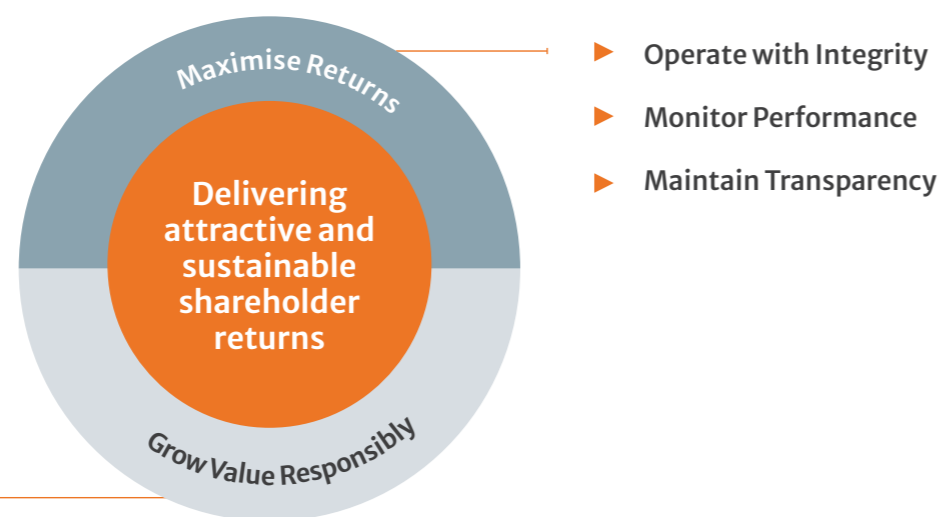 Maximise Returns
Delivering
attractive and
sustainable
shareholder
returns
Grow Value Responsibly
Operate with Integrity
Monitor Performance
Maintain Transparency